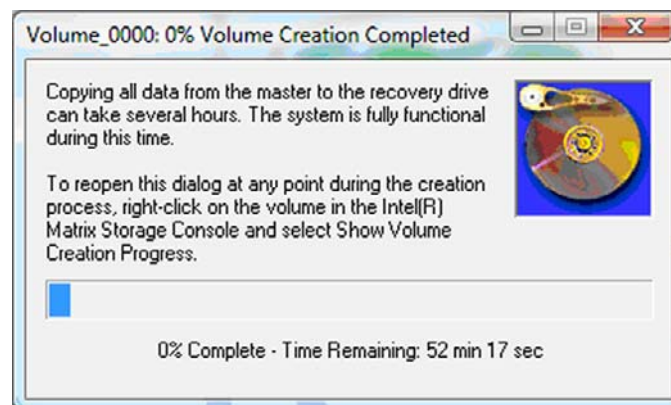 Volume_0000: 0% Volume Creation Completed
Copying all data from the master to the recovery drive
can take several hours. The system is fully functional
during this time.
To reopen this dialog at any point during the creation
process, right-click on the volume in the Intel(R)
Matrix Storage Console and select Show Volume
Creation Progress.
0% Complete - Time Remaining: 52 min 17 sec